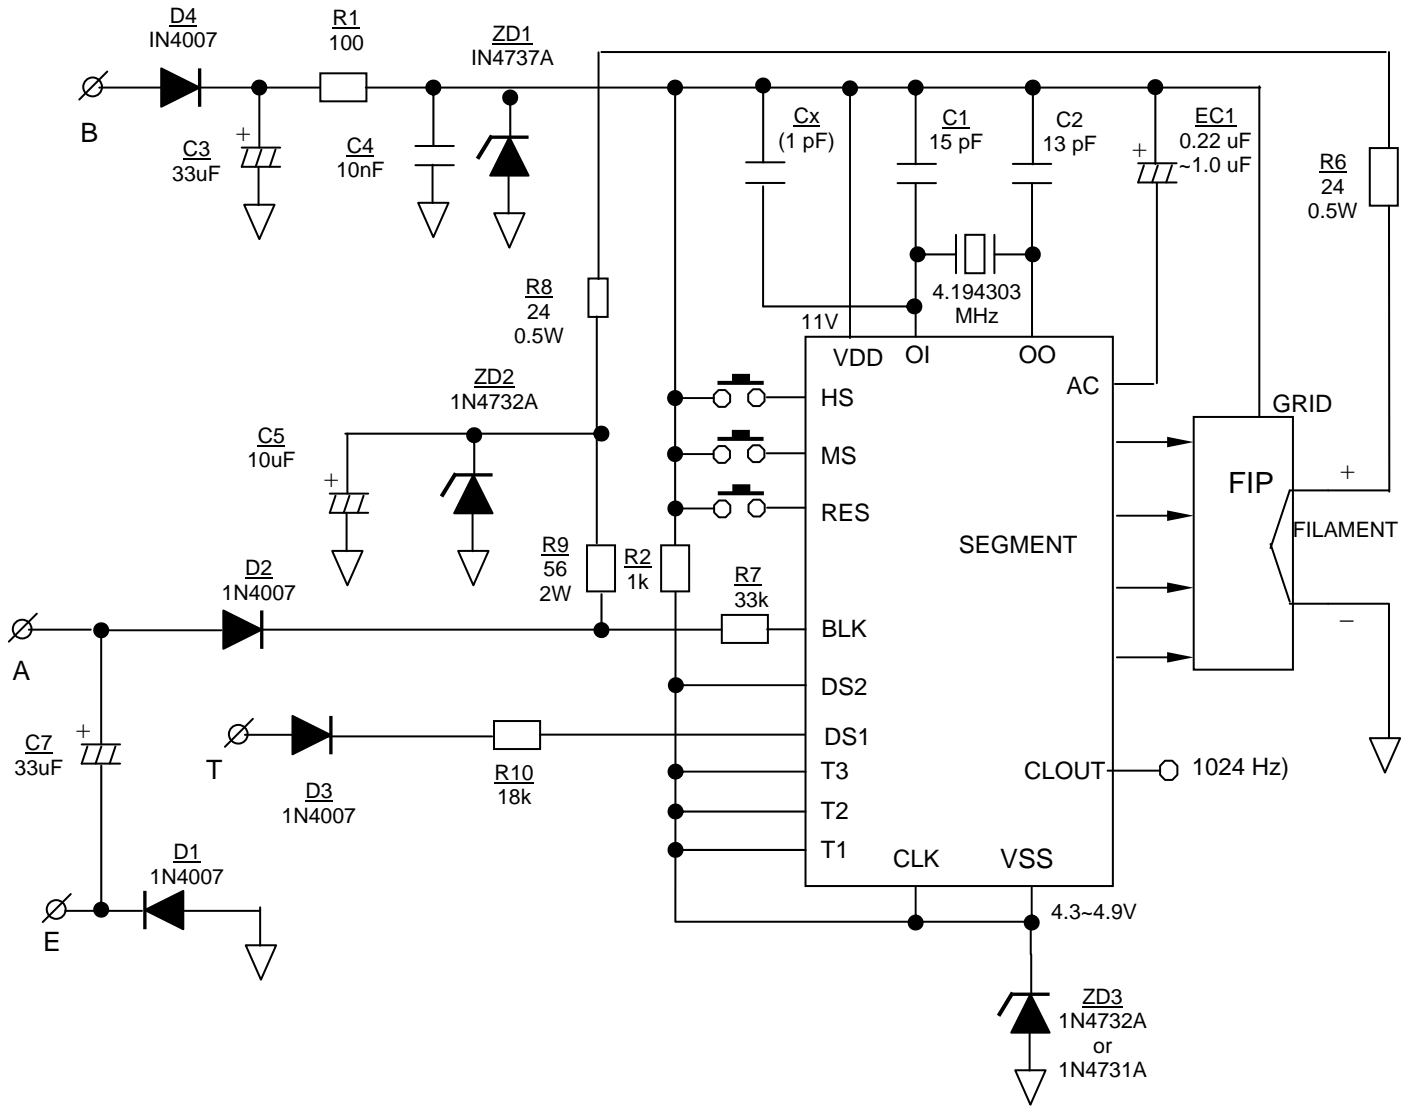 D4
IN4007
R1
100
ZD1
IN4737A
B
+
C3
33uF
C4
10nF
Cx
(1 pF)
C1
15 pF
C2
13 pF
EC1
0.22 uF
~1.0 uF
+
R6
24
0.5W
R8
24
0.5W
4.194303
MHz
11V
VDD
OI
OO
AC
HS
MS
RES
GRID
FIP
+
FILAMENT
–
SEGMENT
ZD2
1N4732A
C5
10uF
+
R9
56
2W
R2
1k
D2
1N4007
R7
33k
BLK
A
DS2
+
C7
33uF
T
DS1
D3
1N4007
R10
18k
T3
T2
T1
CLOUT
1024 Hz)
CLK
VSS
4.3~4.9V
D1
1N4007
E
ZD3
1N4732A
or
1N4731A